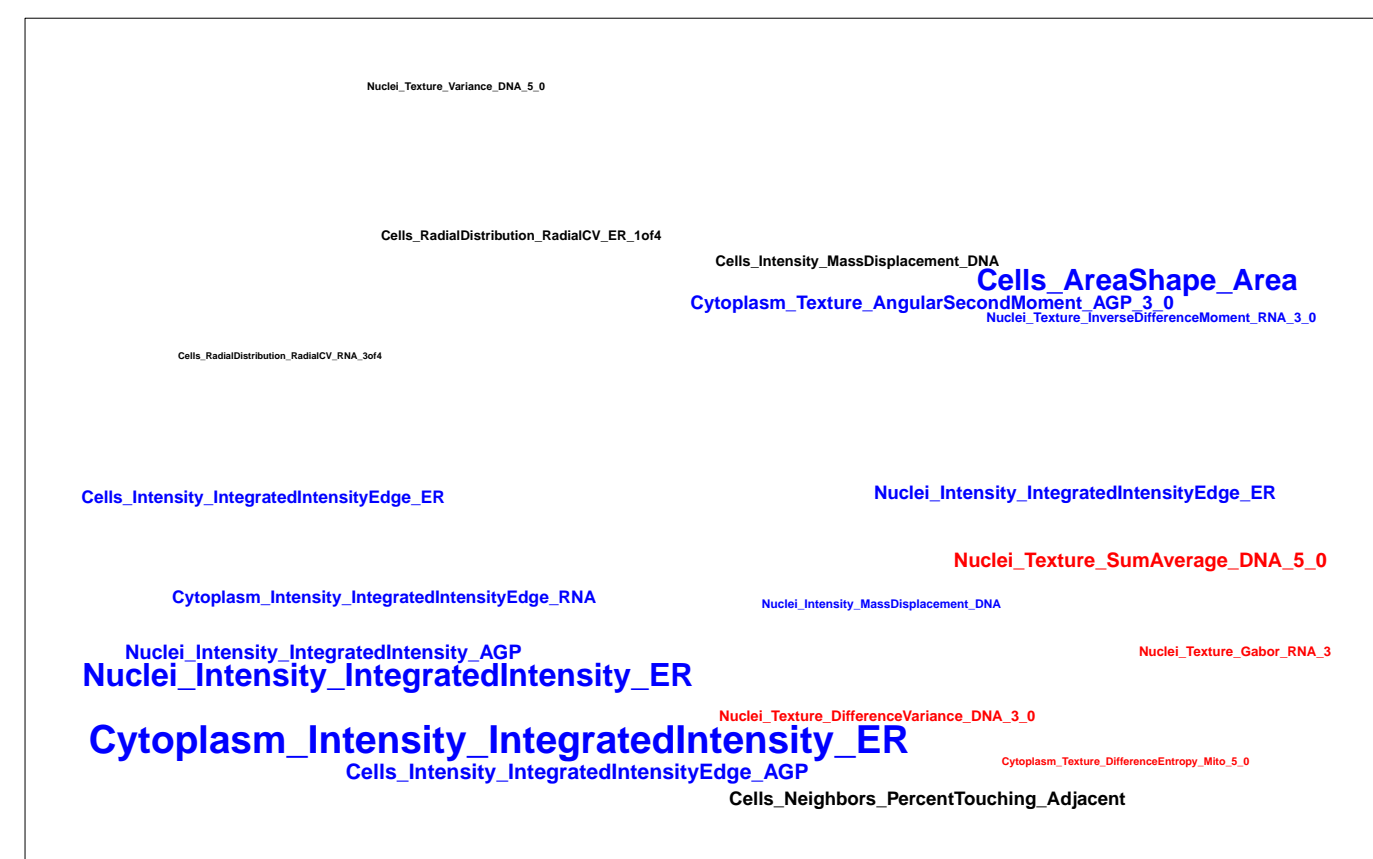 Nuclei_Texture_Variance_DNA_5_0
Cells_RadialDistribution_RadialCV_ER_1of4
Cells_Intensity_MassDisplacement_DNA
Cells_AreaShape_Area
Cytoplasm_Texture_AngularSecondMoment_AGP_3_0
Nuclei_Texture_InverseDifferenceMoment_RNA_3_0
Cells_RadialDistribution_RadialCV_RNA_3of4
Cells_Intensity_IntegratedIntensityEdge_ER
Nuclei_Intensity_IntegratedIntensityEdge_ER
Nuclei_Texture_SumAverage_DNA_5_0
Cytoplasm_Intensity_IntegratedIntensityEdge_RNA
Nuclei_Intensity_MassDisplacement_DNA
Nuclei_Intensity_IntegratedIntensity_AGP
Nuclei_Texture_Gabor_RNA_3
Nuclei_Intensity_IntegratedIntensity_ER
Nuclei_Texture_DifferenceVariance_DNA_3_0
Cytoplasm_Intensity_IntegratedIntensity_ER
Cytoplasm_Texture_DifferenceEntropy_Mito_5_0
Cells_Intensity_IntegratedIntensityEdge_AGP
Cells_Neighbors_PercentTouching_Adjacent